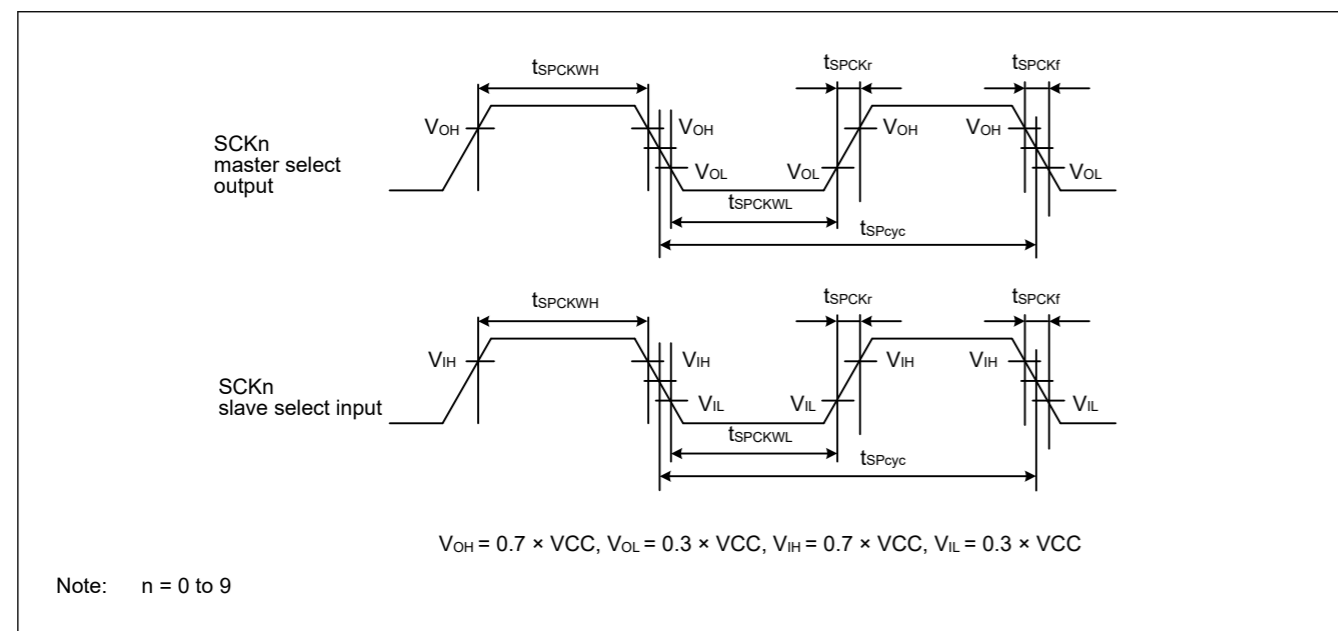 tSPCKWH
tSPCKr
tSPCKf
SCKn
master select
output
VOH
VOH
VOH
VOH
VOL
VOL
VOL
tSPCKWL
tSPcyc
tSPCKWH
tSPCKr
tSPCKf
SCKn
slave select input
VIH
VIH
VIH
VIH
VIL
VIL
VIL
tSPCKWL
tSPcyc
VOH = 0.7 × VCC, VOL = 0.3 × VCC, VIH = 0.7 × VCC, VIL = 0.3 × VCC
Note: n = 0 to 9